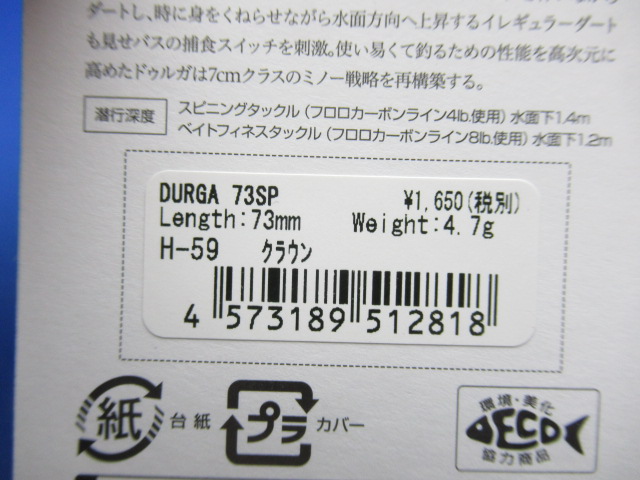 ダートし、時に身をくねらせながら水面方向へ上昇するイレギュラーダート
も見せバスの捕食スイッチを刺激。使い易くて釣るための性能を高次元に
高めたドゥルガは7cmクラスのミノー戦略を再構築する。
潜行深度 スピニングタックル(フロロカーボンライン4lb.使用)水面下1.4m
ベイトフィネスタックル(フロロカーボンライン8lb.使用)水面下1.2m
DURGA 73SP ¥1,650(税別)
Length:73mm Weight:4.7g
H-59 クラウン
4 573189 512818
紙 台紙 プラ カバー
環境・美化
ECO
協力商品